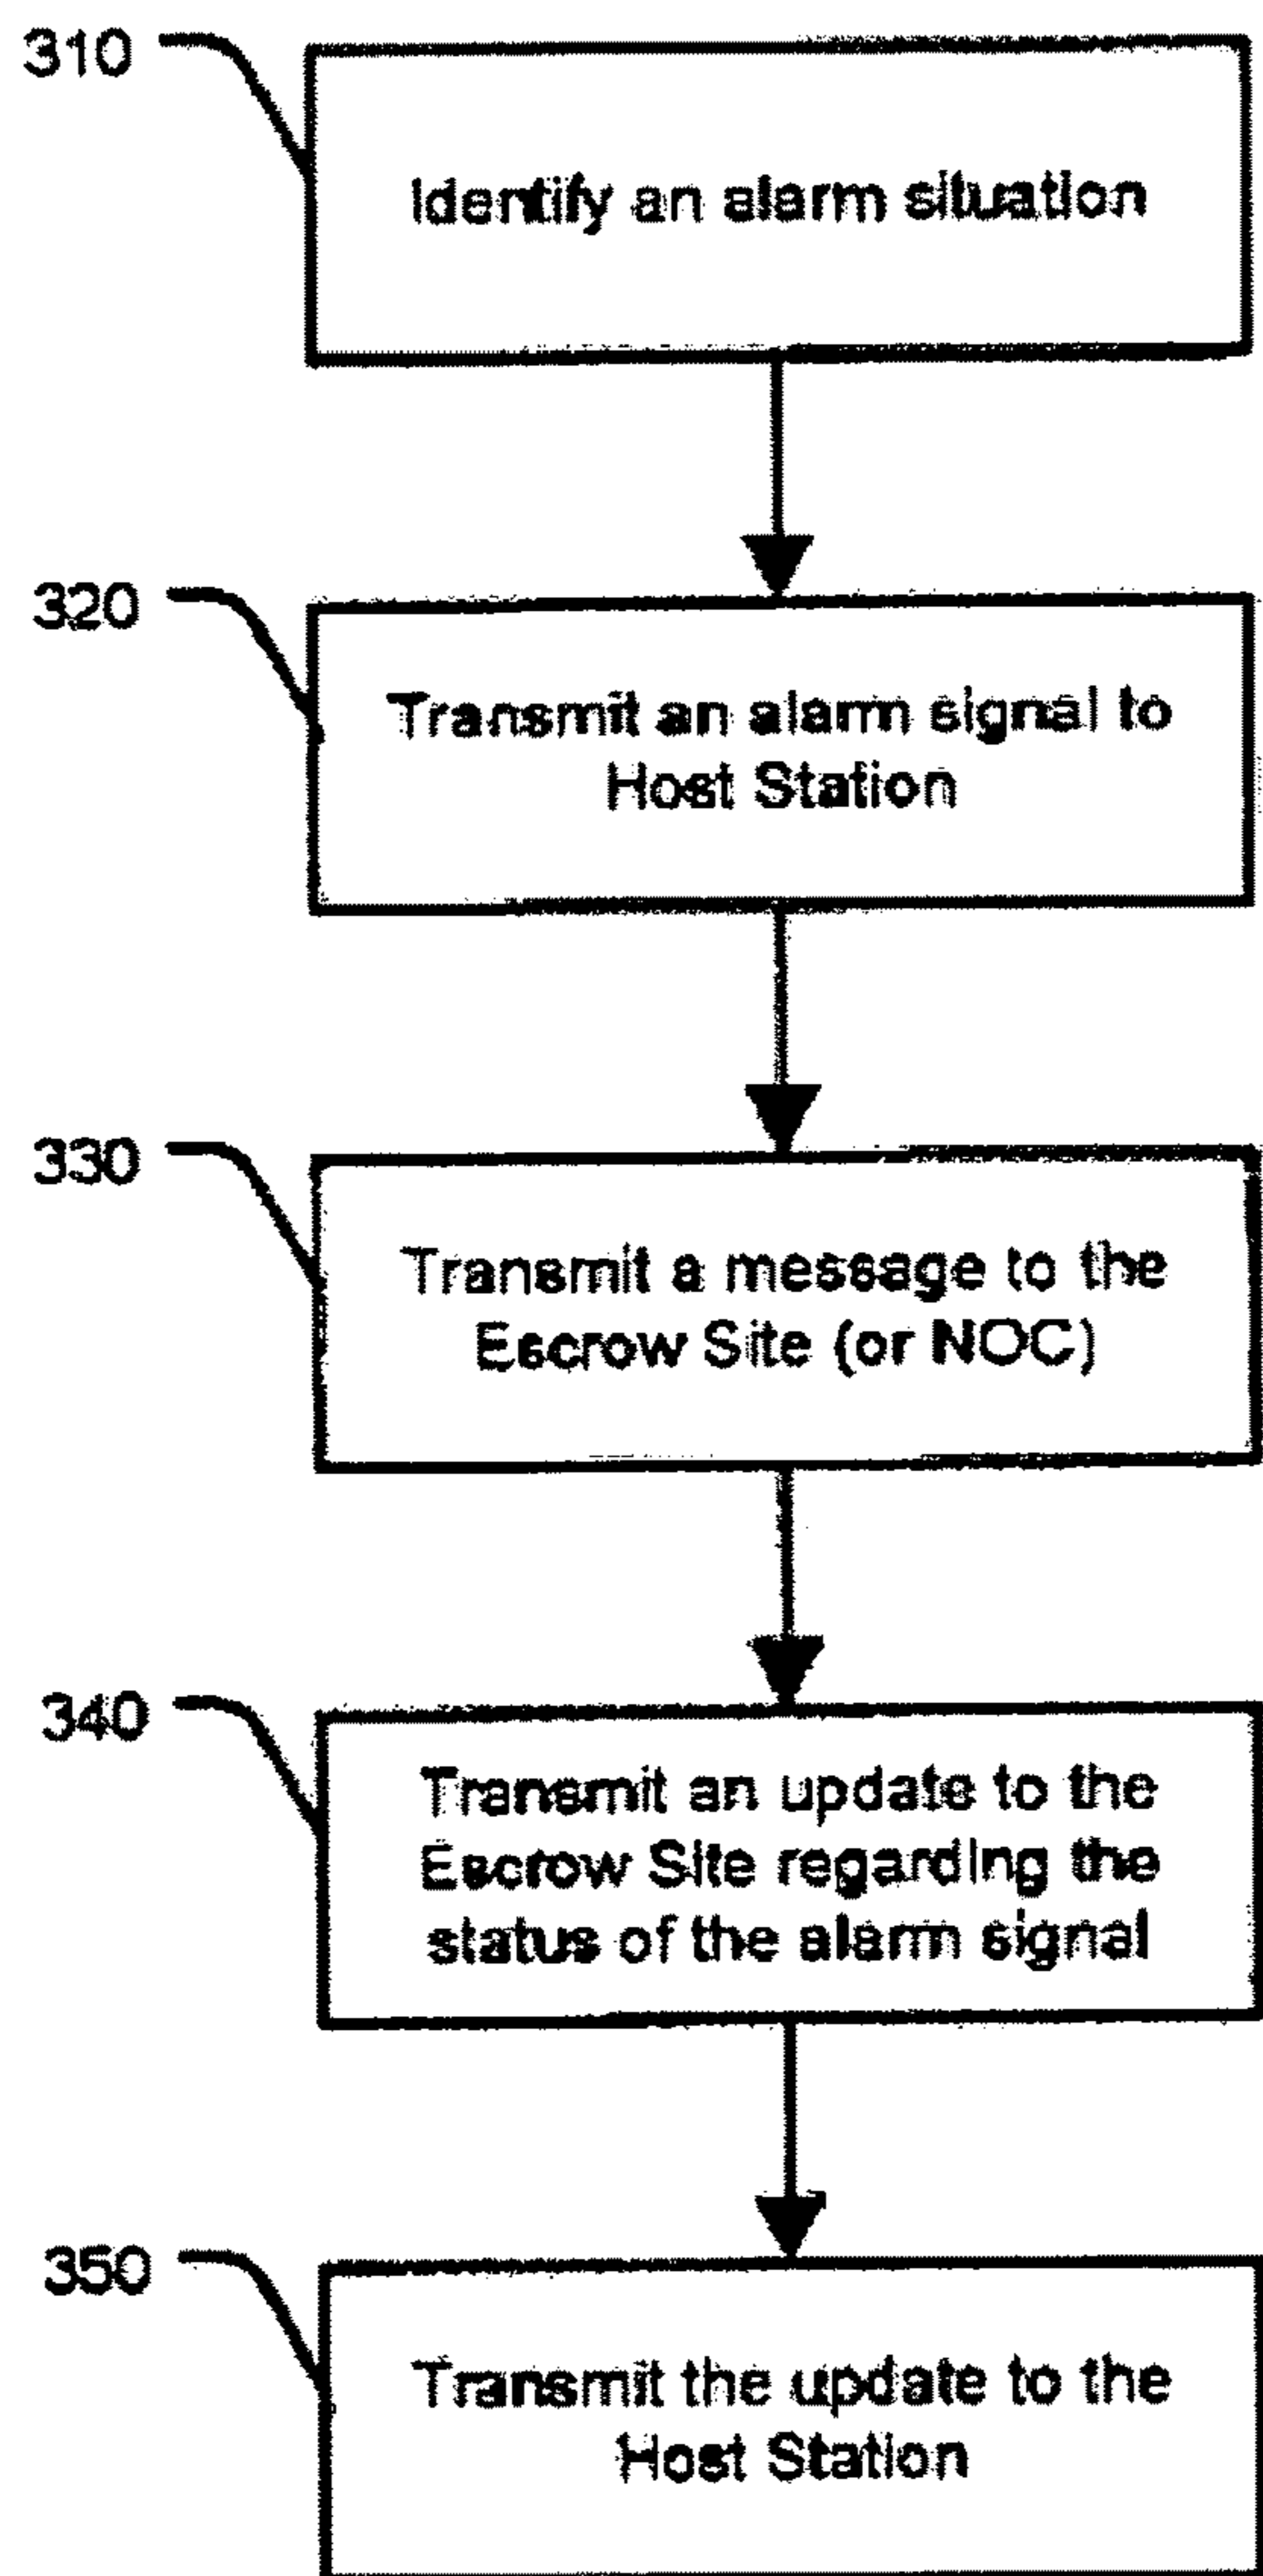 310
Identify an alarm situation
320
Transmit an alarm signal to
Host Station
330
Transmit a message to the
Escrow Site (or NOC)
340
Transmit an update to the
Escrow Site regarding the
status of the alarm signal
350
Transmit the update to the
Host Station